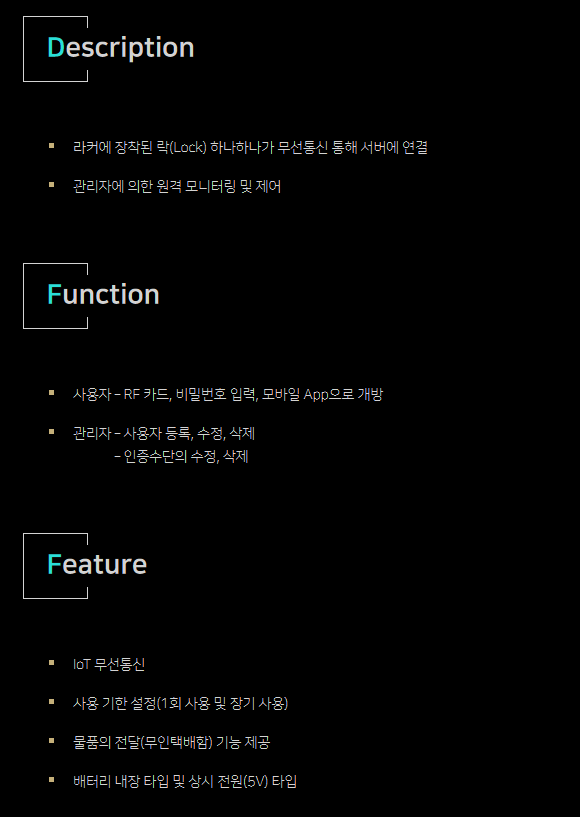 Description
라커에 장착된 락(Lock) 하나하나가 무선통신 통해 서버에 연결
관리자에 의한 원격 모니터링 및 제어
Function
사용자 – RF 카드, 비밀번호 입력, 모바일 App으로 개방
관리자 – 사용자 등록, 수정, 삭제
– 인증수단의 수정, 삭제
Feature
IoT 무선통신
사용 기한 설정(1회 사용 및 장기 사용)
물품의 전달(무인택배함) 기능 제공
배터리 내장 타입 및 상시 전원(5V) 타입